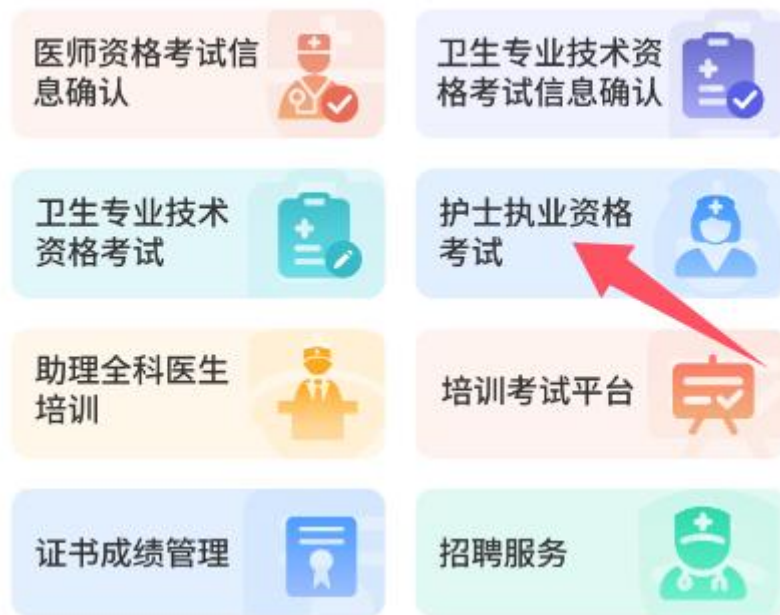 医师资格考试信
息确认
卫生专业技术资
格考试信息确认
卫生专业技术
资格考试
护士执业资格
考试
助理全科医生
培训
培训考试平台
证书成绩管理
招聘服务